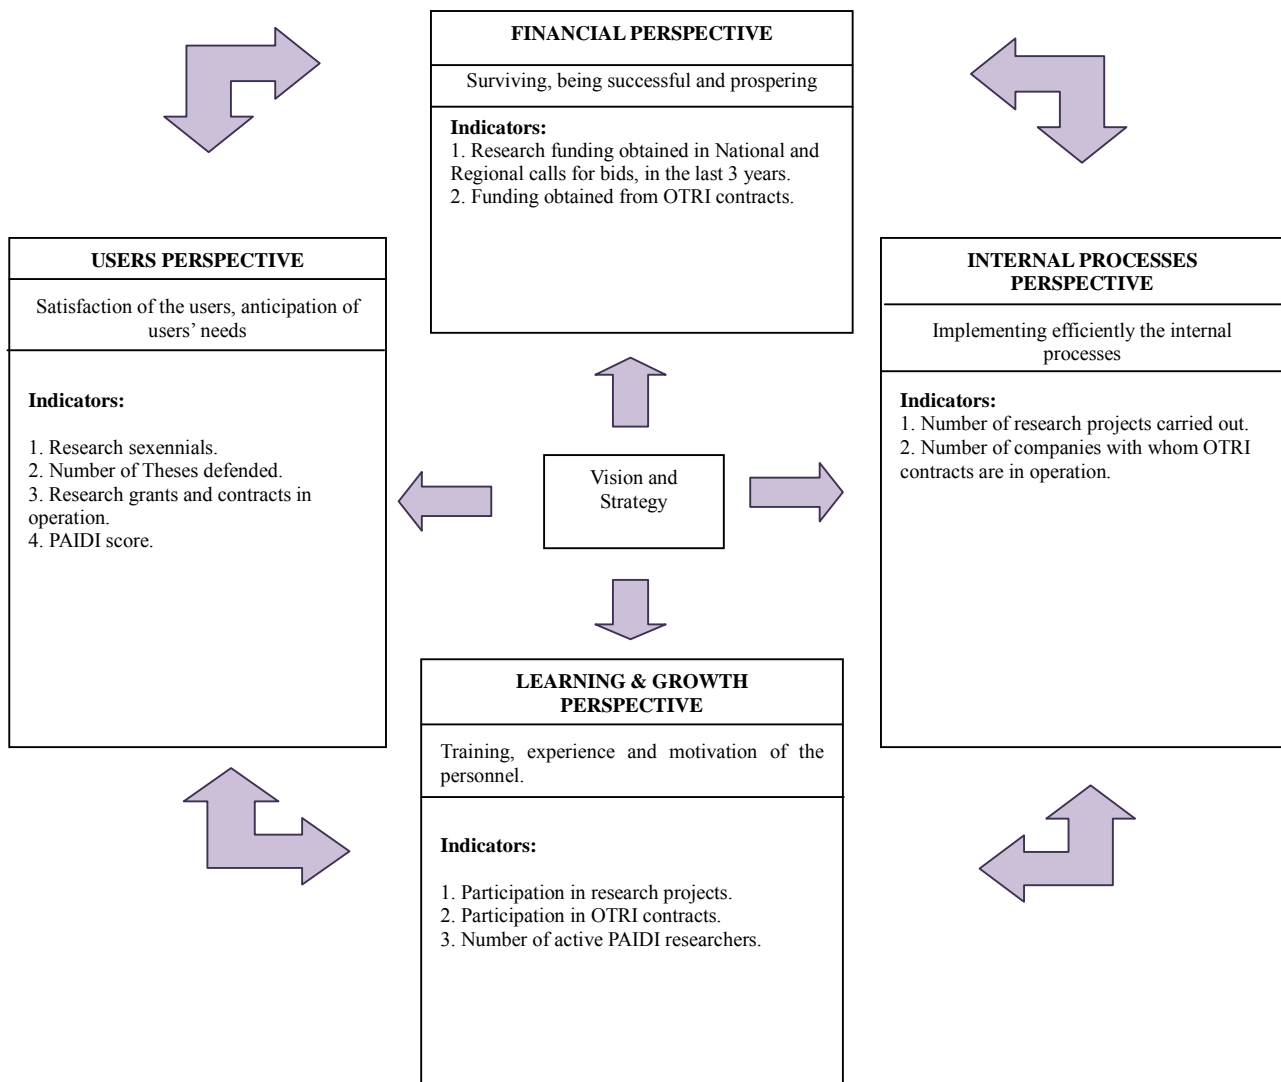 FINANCIAL PERSPECTIVE
Surviving, being successful and prospering
Indicators:
1. Research funding obtained in National and
Regional calls for bids, in the last 3 years.
2. Funding obtained from OTRI contracts.
USERS PERSPECTIVE
Satisfaction of the users, anticipation of
users’ needs
Indicators:
1. Research sexennials.
2. Number of Theses defended.
3. Research grants and contracts in
operation.
4. PAIDI score.
Vision and
Strategy
INTERNAL PROCESSES
PERSPECTIVE
Implementing efficiently the internal
processes
Indicators:
1. Number of research projects carried out.
2. Number of companies with whom OTRI
contracts are in operation.
LEARNING & GROWTH
PERSPECTIVE
Training, experience and motivation of the
personnel.
Indicators:
1. Participation in research projects.
2. Participation in OTRI contracts.
3. Number of active PAIDI researchers.